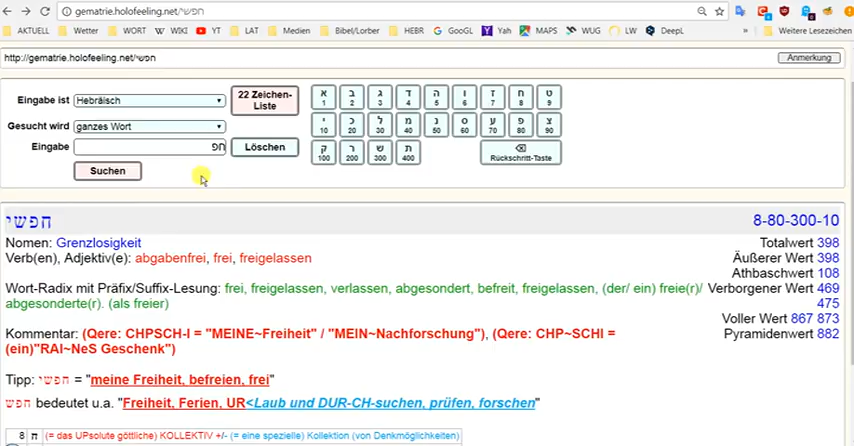 gematrie.holofeeling.net/חפשי
AKTUELL Wetter WORT WIKI YT LAT Medien Bibel/Lorber HEBR GooGL Yah MAPS WUG LW DeepL » Weitere Lesezeichen
http://gematrie.holofeeling.net/חפשי Anmerkung
Eingabe ist Hebräisch
22 Zeichen-Liste
Gesucht wird ganzes Wort
Eingabe חפ Löschen
Suchen
א ב ג ד ה ו ז ח ט
1 2 3 4 5 6 7 8 9
י כ ל מ נ ס ע פ צ
10 20 30 40 50 60 70 80 90
ק ר ש ת
100 200 300 400
Rückschritt-Taste
חפשי 8-80-300-10
Nomen: Grenzlosigkeit Totalwert 398
Verb(en), Adjektiv(e): abgabenfrei, frei, freigelassen Äußerer Wert 398
Athbaschwert 108
Wort-Radix mit Präfix/Suffix-Lesung: frei, freigelassen, verlassen, abgesondert, befreit, freigelassen, (der/ ein) freie(r)/ Verborgener Wert 469
abgesonderte(r). (als freier) 475
Voller Wert 867 873
Kommentar: (Qere: CHPSCH-I = "MEINE~Freiheit" / "MEIN~Nachforschung"), (Qere: CHP~SCHI = Pyramidenwert 882
(ein)"RAI~NeS Geschenk")
Tipp: חפשי = "meine Freiheit, befreien, frei"
חפש bedeutet u.a. "Freiheit, Ferien, UR<Laub und DUR-CH-suchen, prüfen, forschen"
8 ח (= das UPsolute göttliche) KOLLEKTIV +/- (= eine spezielle) Kollektion (von Denkmöglichkeiten)